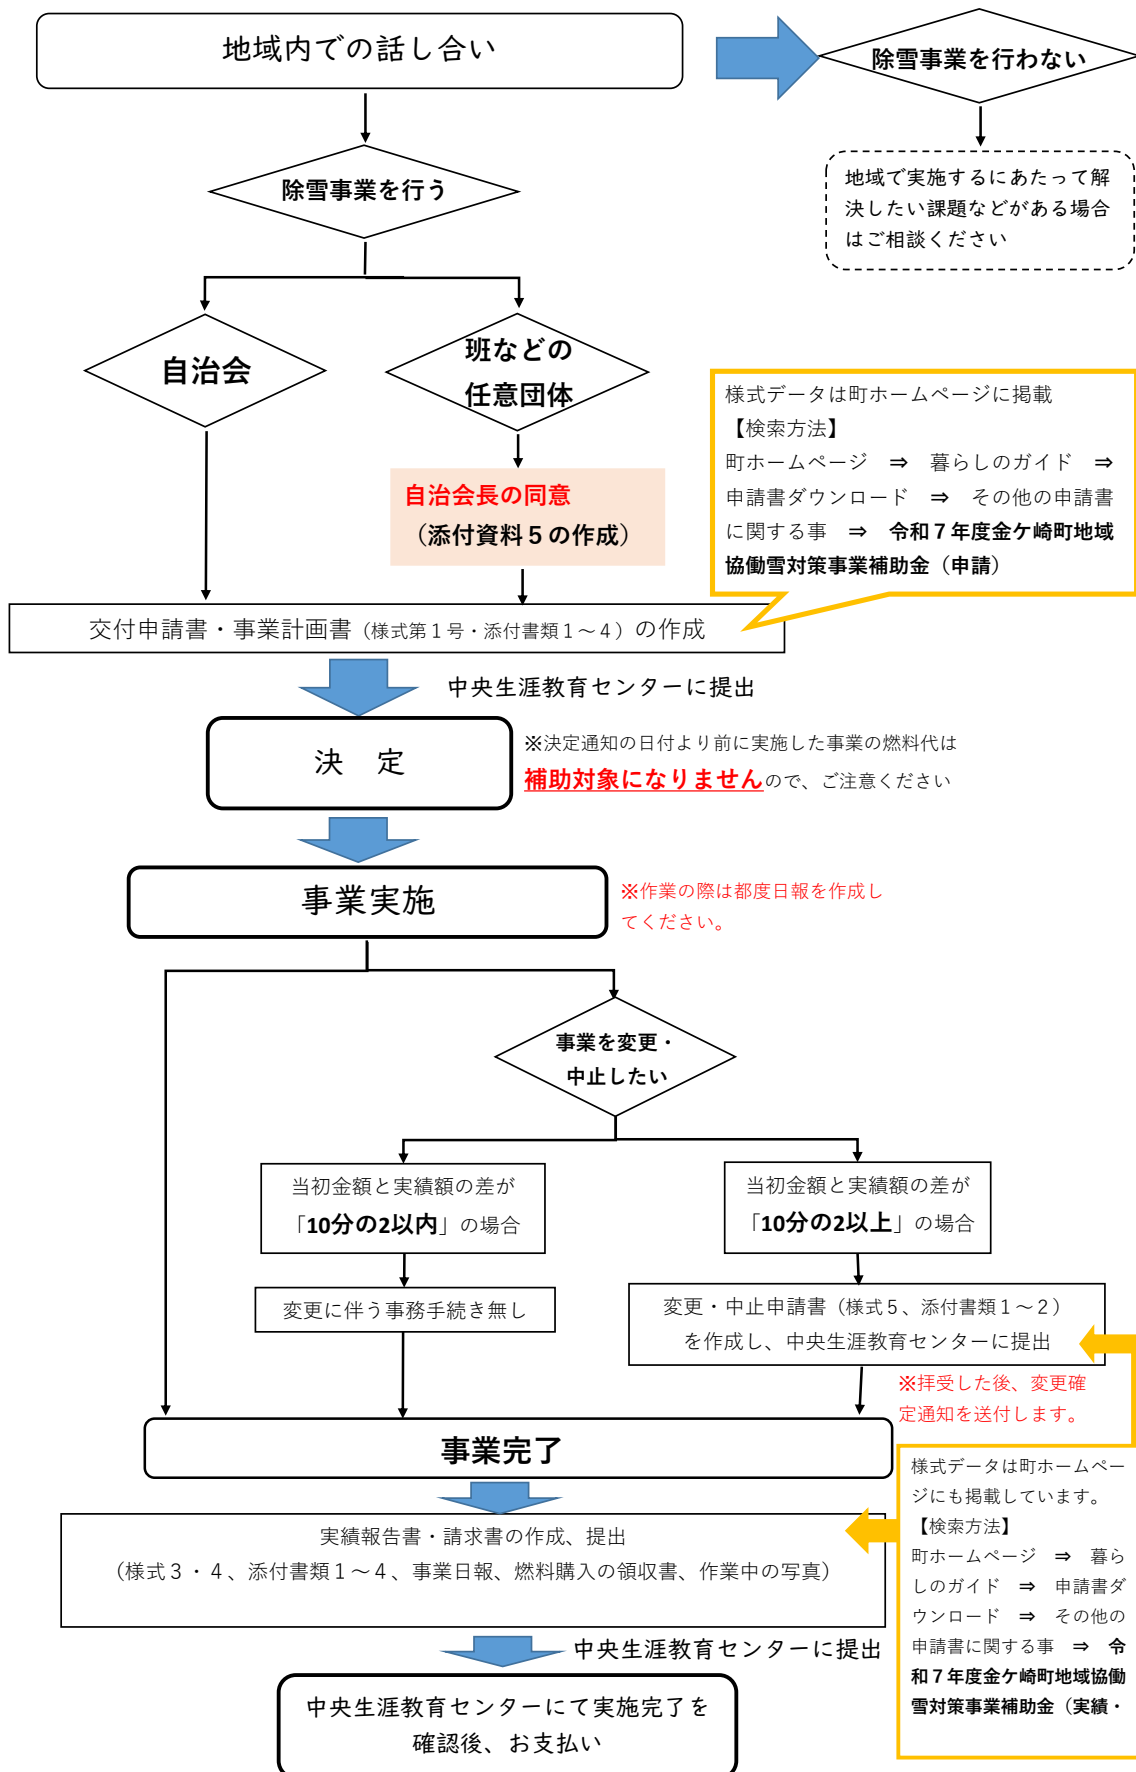 地域内での話し合い
除雪事業を行わない
地域で実施するにあたって解
決したい課題などがある場合
はご相談ください
除雪事業を行う
自治会
班などの
任意団体
自治会長の同意
（添付資料５の作成）
様式データは町ホームページに掲載
【検索方法】
町ホームページ　⇒　暮らしのガイド　⇒
申請書ダウンロード　⇒　その他の申請書
に関する事　⇒　令和７年度金ケ崎町地域
協働雪対策事業補助金（申請）
交付申請書・事業計画書（様式第１号・添付書類１～４）の作成
中央生涯教育センターに提出
決　定
※決定通知の日付より前に実施した事業の燃料代は
補助対象になりませんので、ご注意ください
事業実施
※作業の際は都度日報を作成し
てください。
事業を変更・
中止したい
当初金額と実績額の差が
「10分の2以内」の場合
当初金額と実績額の差が
「10分の2以上」の場合
変更に伴う事務手続き無し
変更・中止申請書（様式５、添付書類１～２）
を作成し、中央生涯教育センターに提出
※拝受した後、変更確
定通知を送付します。
事業完了
様式データは町ホームペー
ジにも掲載しています。
【検索方法】
町ホームページ　⇒　暮ら
しのガイド　⇒　申請書ダ
ウンロード　⇒　その他の
申請書に関する事　⇒　令
和７年度金ケ崎町地域協働
雪対策事業補助金（実績・
実績報告書・請求書の作成、提出
（様式３・４、添付書類１～４、事業日報、燃料購入の領収書、作業中の写真）
中央生涯教育センターに提出
中央生涯教育センターにて実施完了を
確認後、お支払い